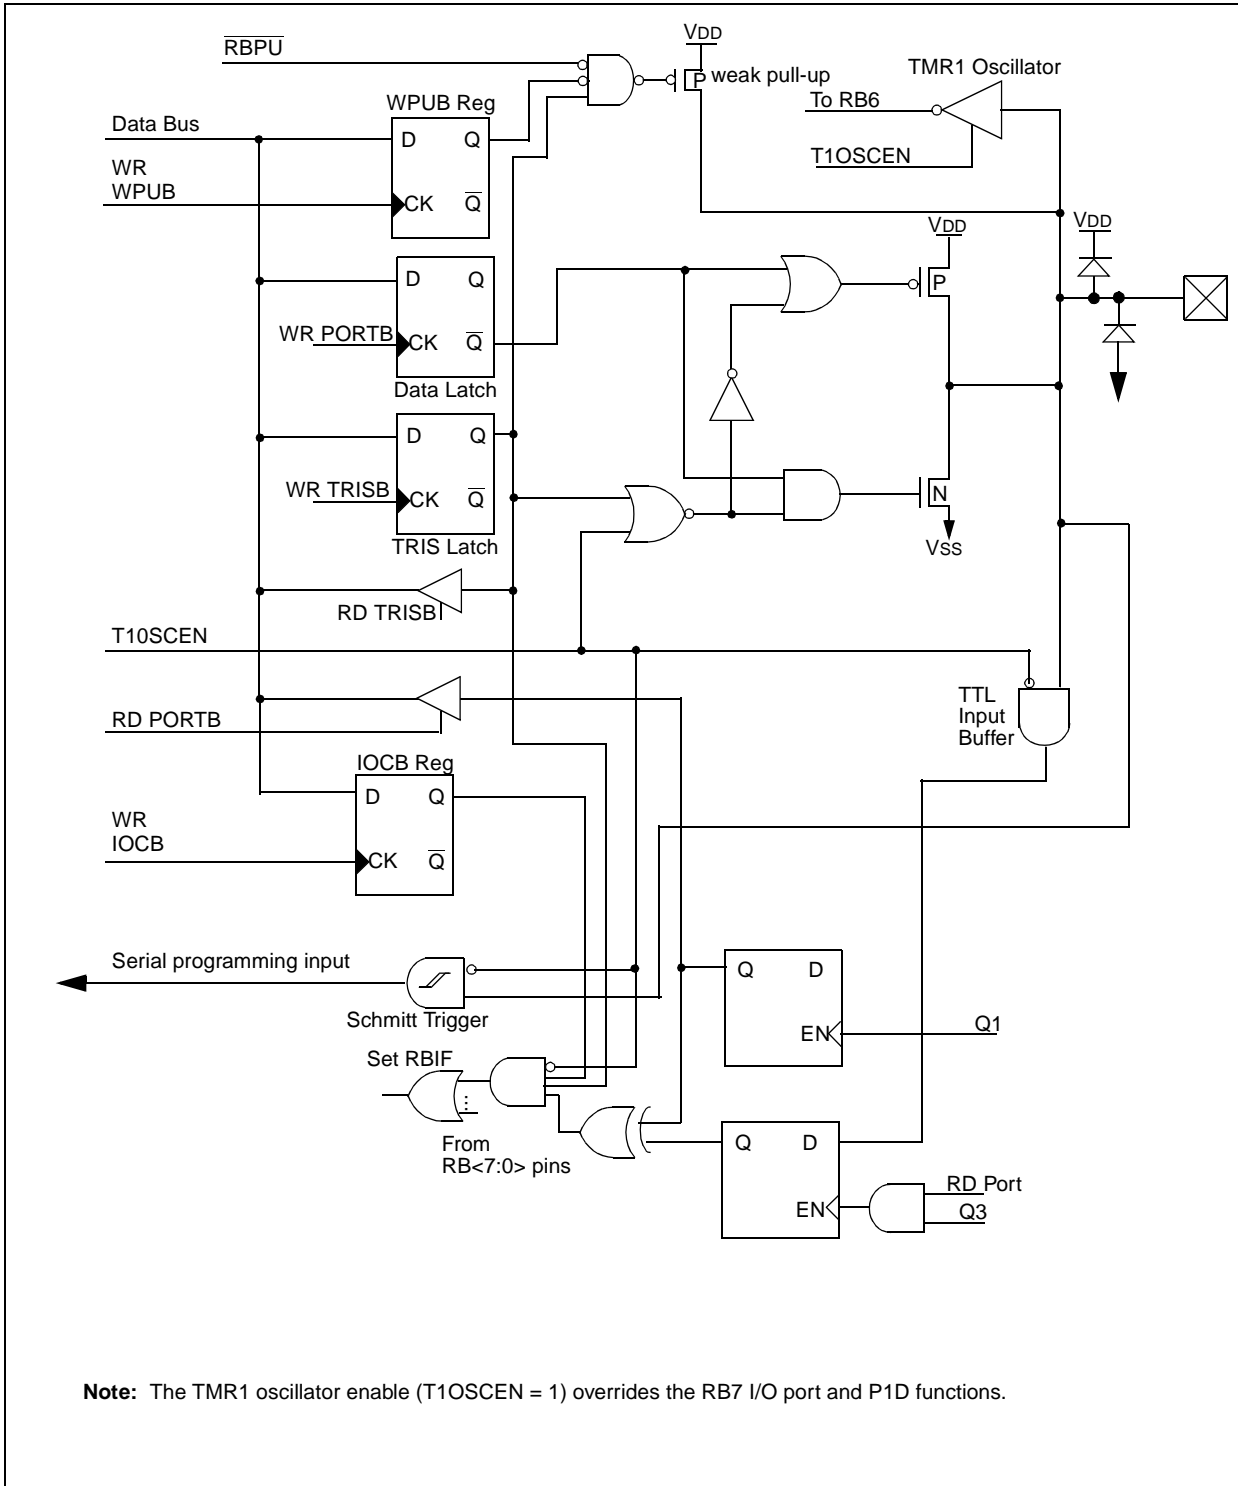 RBPU
VDD
P weak pull-up
TMR1 Oscillator
To RB6
T1OSCEN
WPUB Reg
Data Bus
D Q
WR
WPUB
CK Q
VDD
VDD
D Q
P
WR PORTB CK Q
Data Latch
D Q
WR TRISB CK Q
N
TRIS Latch
VSS
RD TRISB
T10SCEN
TTL
Input
Buffer
RD PORTB
IOCB Reg
D Q
WR
IOCB
CK Q
Serial programming input
Schmitt Trigger
Q D
EN
Q1
Set RBIF
From
RB<7:0> pins
Q D
EN
RD Port
Q3
Note: The TMR1 oscillator enable (T1OSCEN = 1) overrides the RB7 I/O port and P1D functions.